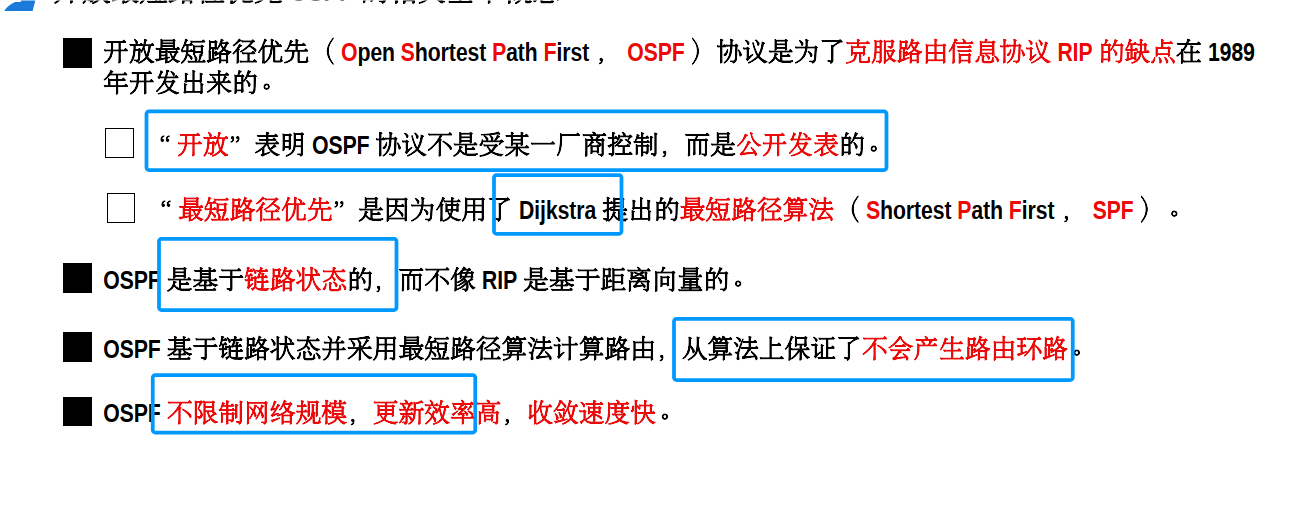 开放最短路径优先（Open Shortest Path First， OSPF）协议是为了克服路由信息协议 RIP 的缺点在 1989
年开发出来的。
“ 开放”表明 OSPF 协议不是受某一厂商控制，而是公开发表的。
“ 最短路径优先”是因为使用了 Dijkstra 提出的最短路径算法（Shortest Path First， SPF） 。
OSPF 是基于链路状态的，而不像 RIP 是基于距离向量的。
OSPF 基于链路状态并采用最短路径算法计算路由，从算法上保证了不会产生路由环路。
OSPF 不限制网络规模，更新效率高，收敛速度快。